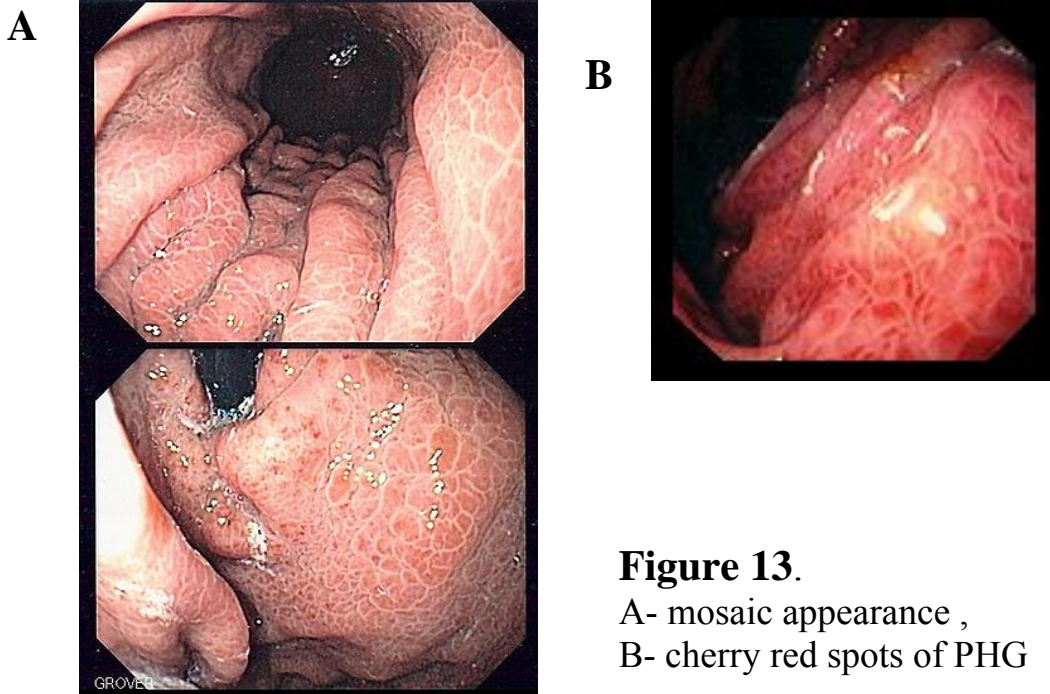 A
B
GROVER
Figure 13.
A- mosaic appearance ,
B- cherry red spots of PHG